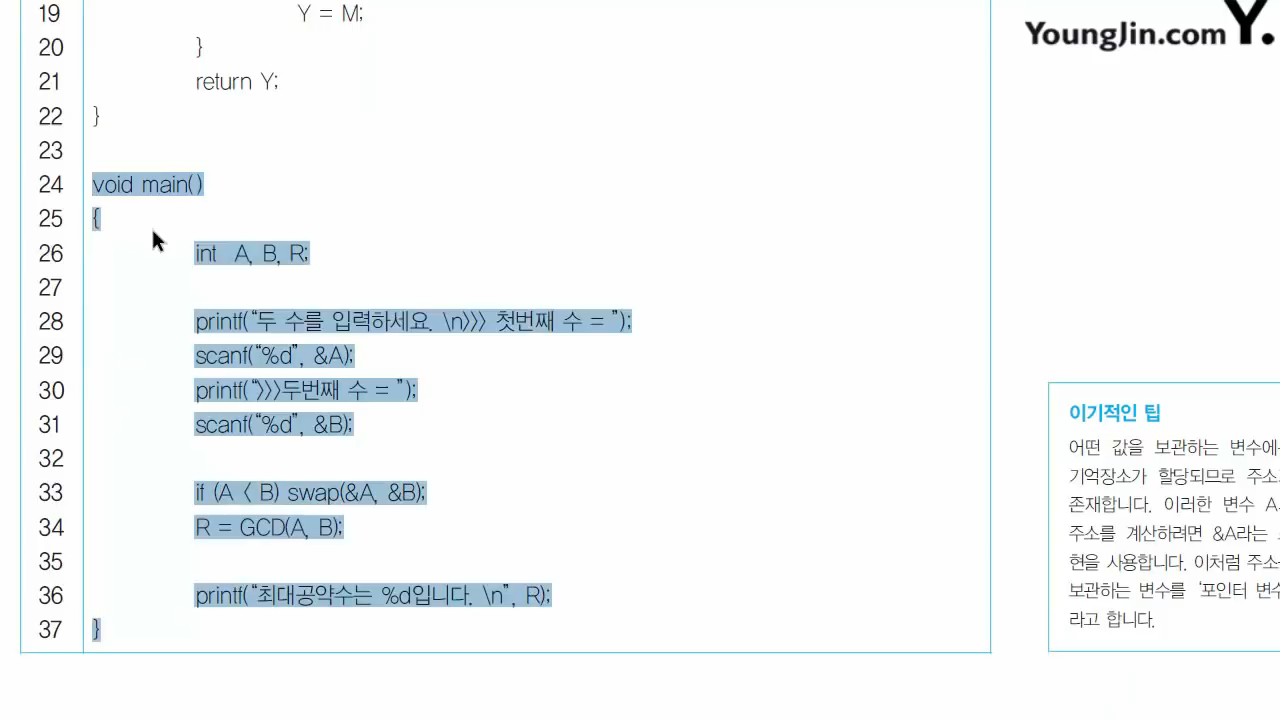 19 Y = M;
20 }
21 return Y;
22 }
23
24 void main()
25 {
26 int A, B, R;
27
28 printf("두 수를 입력하세요. \n>>> 첫번째 수 = ");
29 scanf("%d", &A);
30 printf(">>>두번째 수 = ");
31 scanf("%d", &B);
32
33 if (A < B) swap(&A, &B);
34 R = GCD(A, B);
35
36 printf("최대공약수는 %d입니다. \n", R);
37 }
YoungJin.com Y.
이기적인 팁
어떤 값을 보관하는 변수에
기억장소가 할당되므로 주소
존재합니다. 이러한 변수 A
주소를 계산하려면 &A라는
현을 사용합니다. 이처럼 주소
보관하는 변수를 '포인터 변수
라고 합니다.